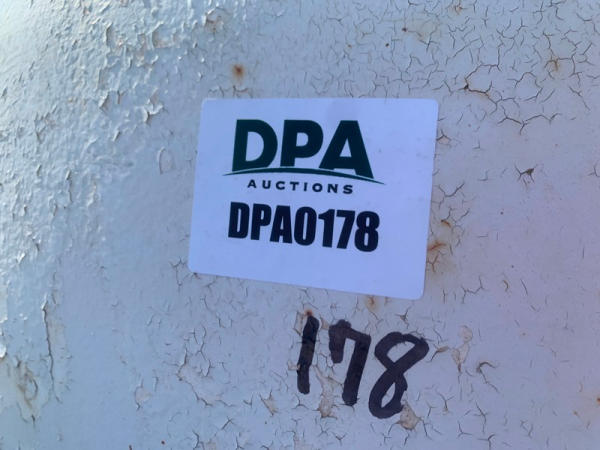 DPA
AUCTIONS
DPA0178
178